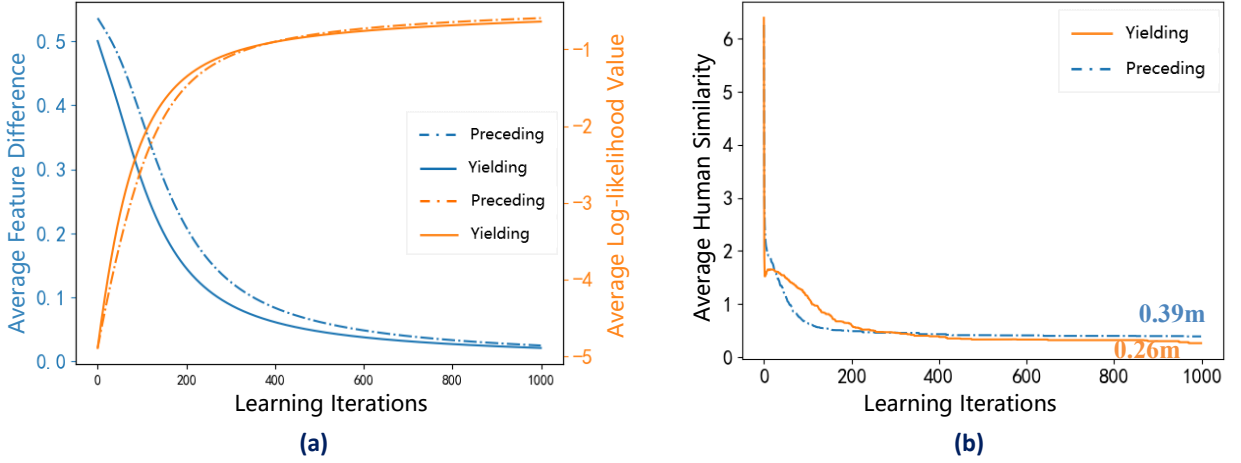 Average Feature Difference
0.5
0.4
0.3
0.2
0.1
0.0
0
200
400
600
800
1000
Learning Iterations
Preceding
Yielding
Preceding
Yielding
−1
−2
−3
−4
−5
Average Log-likelihood Value
(a)
Average Human Similarity
6
5
4
3
2
1
0
0
200
400
600
800
1000
Learning Iterations
Yielding
Preceding
0.39m
0.26m
(b)